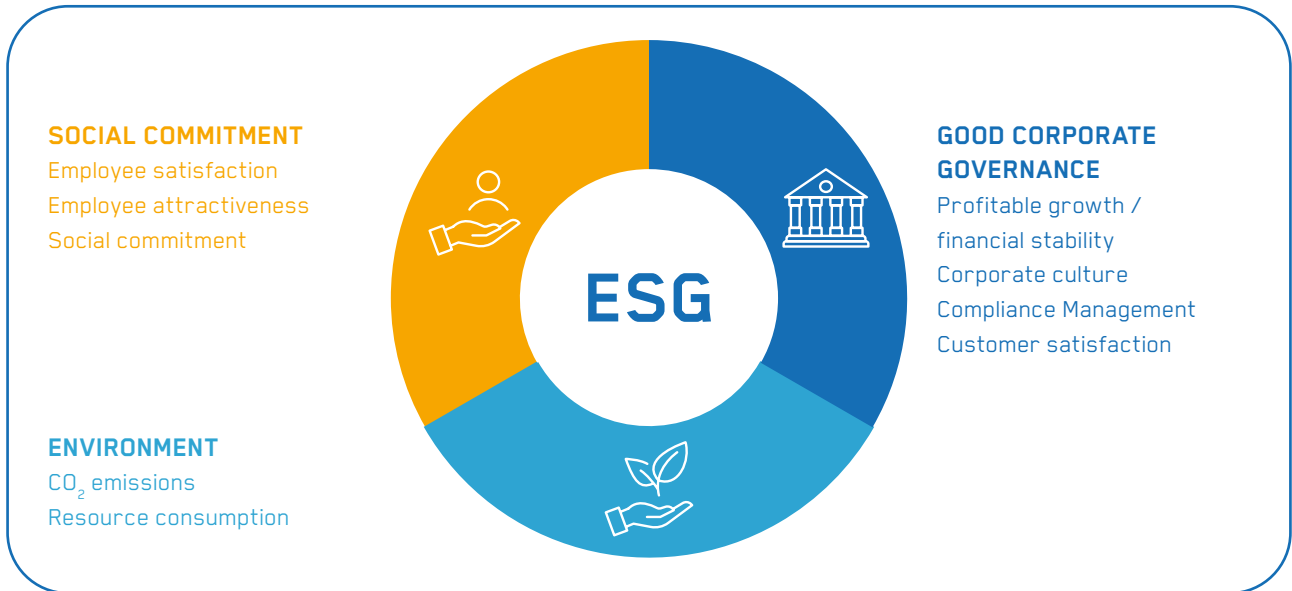 SOCIAL COMMITMENT
Employee satisfaction
Employee attractiveness
Social commitment
ENVIRONMENT
CO₂ emissions
Resource consumption
ESG
GOOD CORPORATE
GOVERNANCE
Profitable growth /
financial stability
Corporate culture
Compliance Management
Customer satisfaction